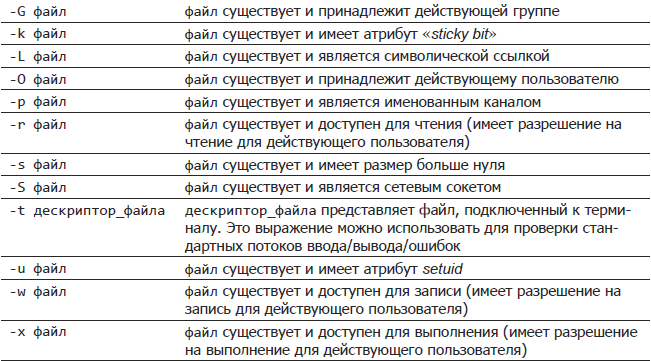 -G файл файл существует и принадлежит действующей группе
-k файл файл существует и имеет атрибут «sticky bit»
-L файл файл существует и является символической ссылкой
-O файл файл существует и принадлежит действующему пользователю
-p файл файл существует и является именованным каналом
-r файл файл существует и доступен для чтения (имеет разрешение на
чтение для действующего пользователя)
-s файл файл существует и имеет размер больше нуля
-S файл файл существует и является сетевым сокетом
-t дескриптор_файла дескриптор_файла представляет файл, подключенный к терми-
налу. Это выражение можно использовать для проверки стан-
дартных потоков ввода/вывода/ошибок
-u файл файл существует и имеет атрибут setuid
-w файл файл существует и доступен для записи (имеет разрешение на
запись для действующего пользователя)
-x файл файл существует и доступен для выполнения (имеет разрешение
на выполнение для действующего пользователя)